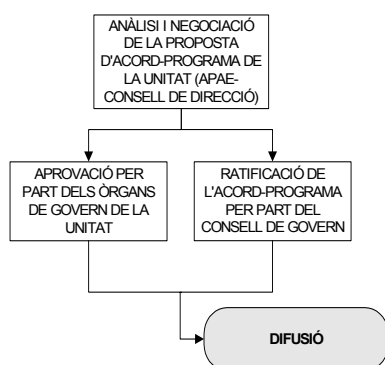 ANÀLISI I NEGOCIACIÓ
DE LA PROPOSTA
D'ACORD-PROGRAMA DE
LA UNITAT (APAE-
CONSELL DE DIRECCIÓ)
APROVACIÓ PER
PART DELS ÒRGANS
DE GOVERN DE LA
UNITAT
RATIFICACIÓ DE
L'ACORD-PROGRAMA
PER PART DEL
CONSELL DE GOVERN
DIFUSIÓ